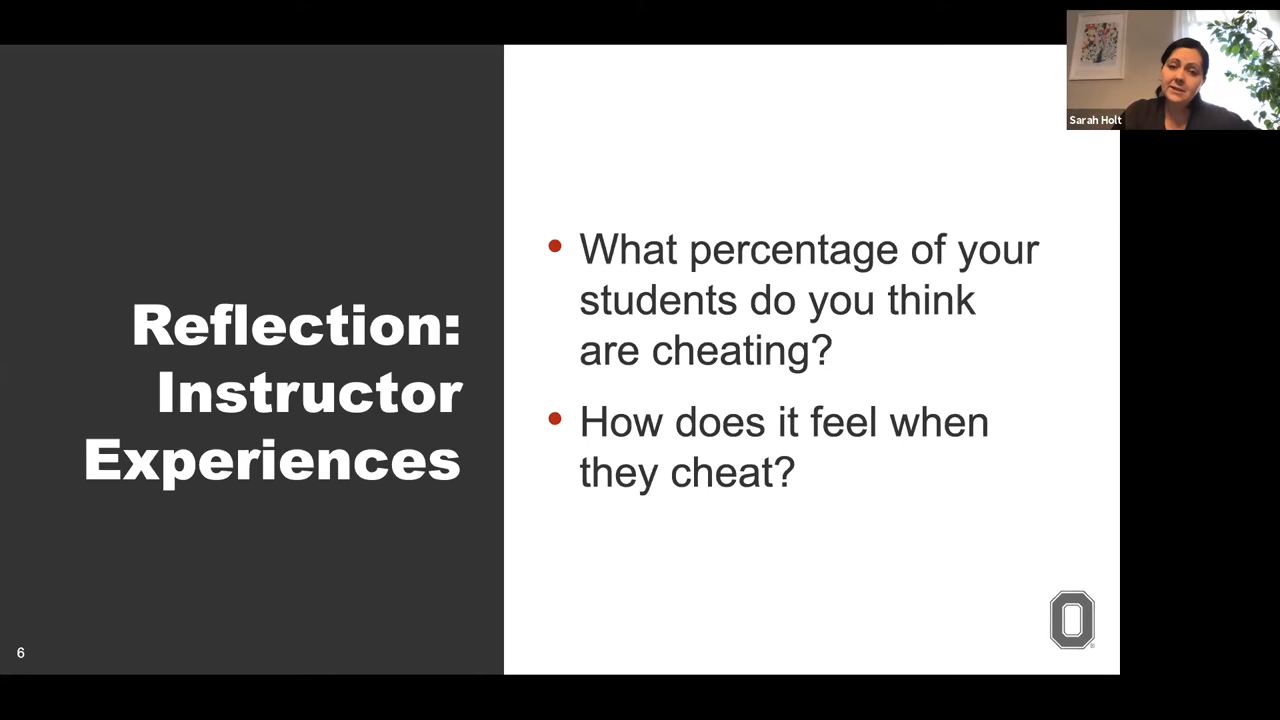 Sarah Holt
Reflection:
Instructor
Experiences
• What percentage of your
students do you think
are cheating?
• How does it feel when
they cheat?
O
6